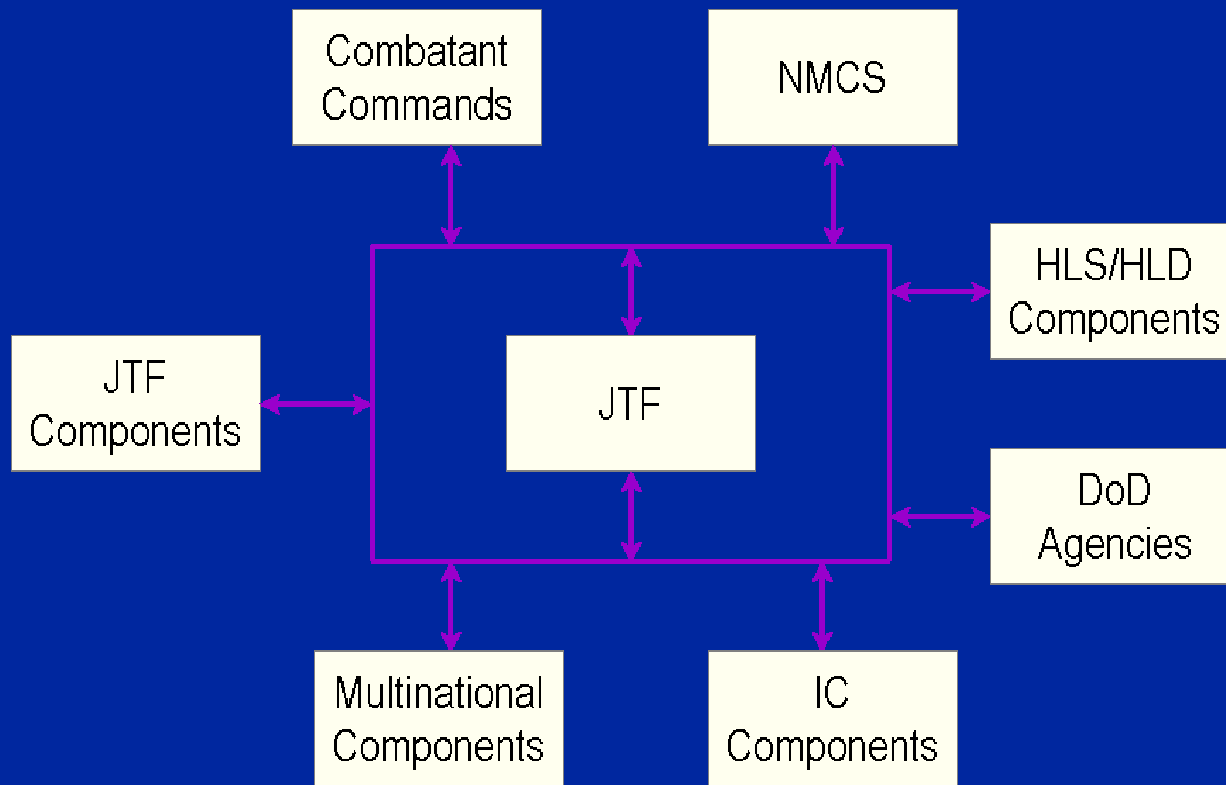 Combatant
Commands
NMCS
HLS/HLD
Components
JTF
Components
JTF
DoD
Agencies
Multinational
Components
IC
Components